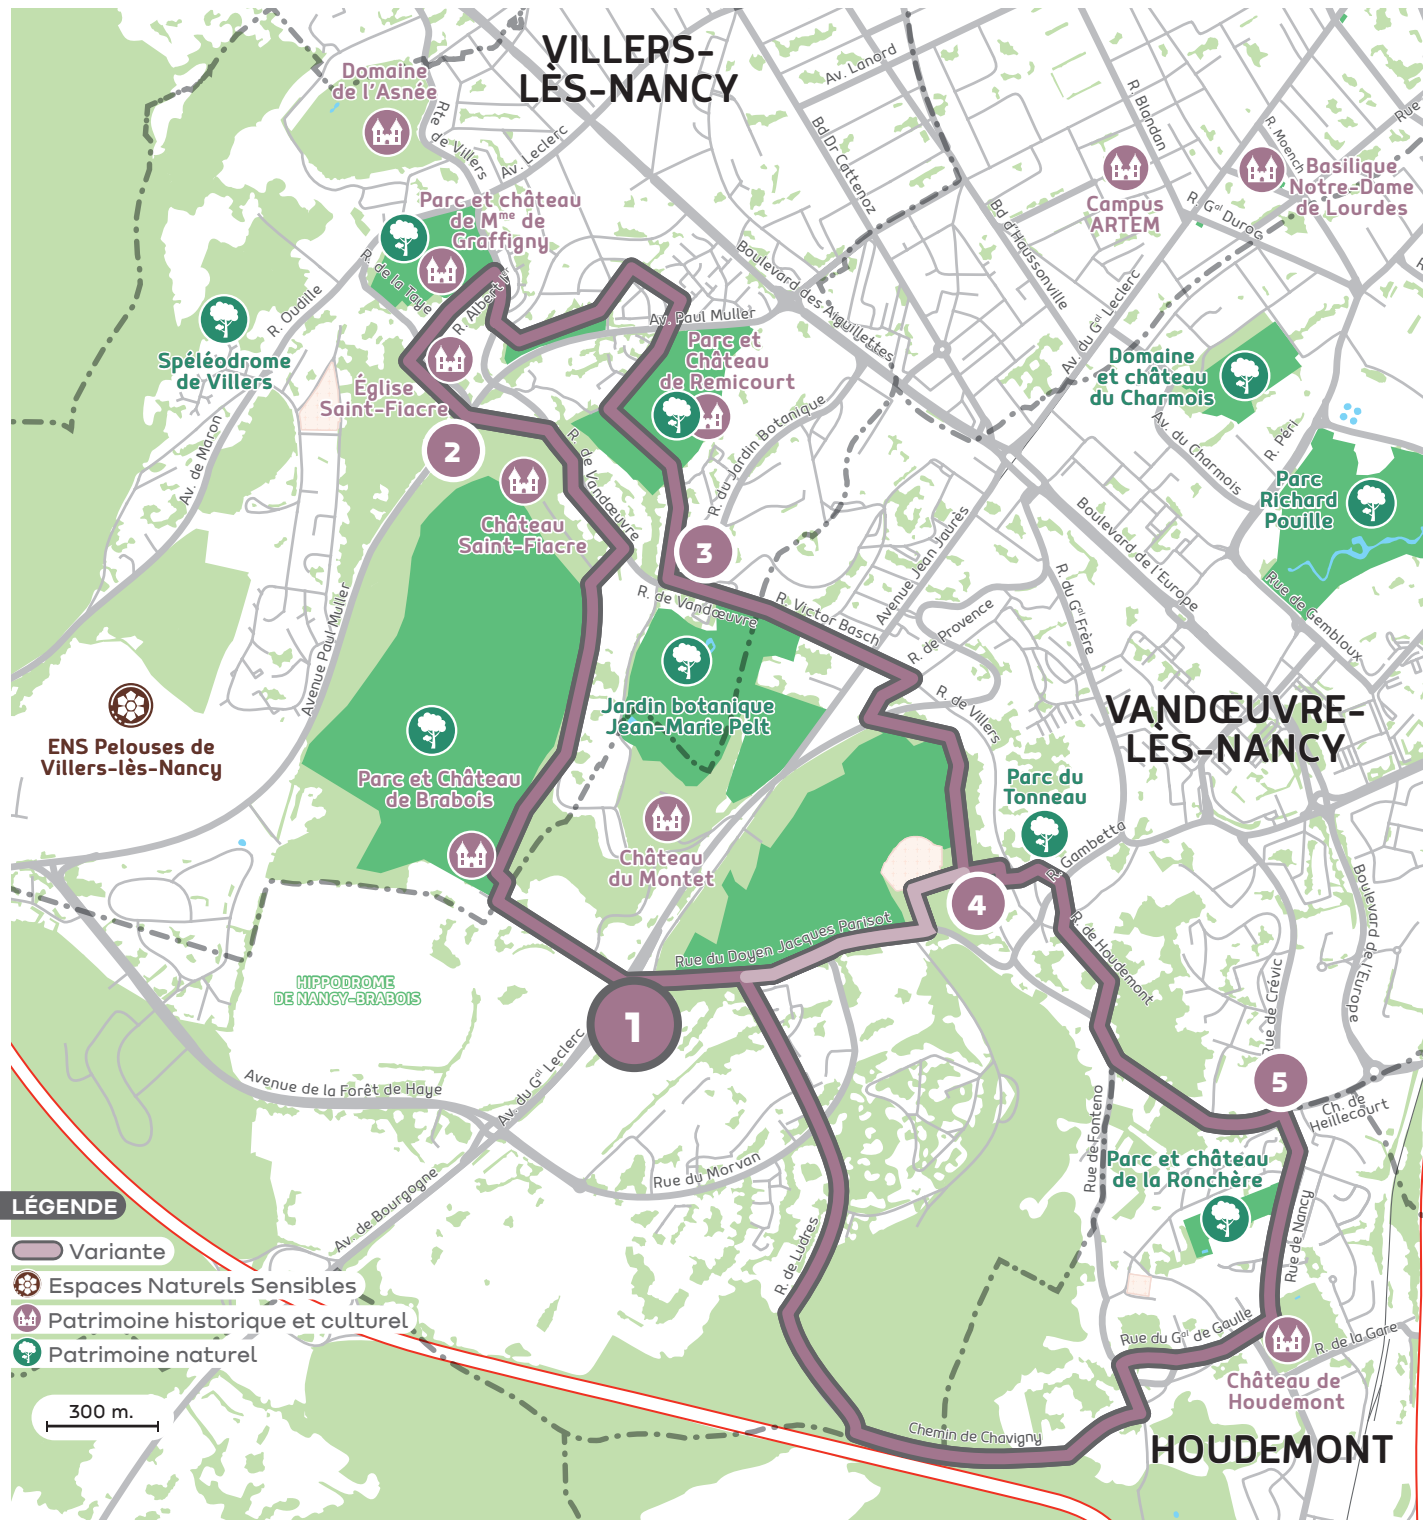 VILLERS-
LÈS-NANCY
Domaine
de l'Asnée
Rte de Villers
Av. Leclerc
Av. Lanord
Bd Dr Cattenoz
R. Blandan
R. Moench
Rue
Basilique
Notre-Dame
de Lourdes
Campus
ARTEM
R. Gal Duroc
Bd d'Haussonville
Parc et château
de Mme de
Graffigny
R. de la Taye
R. Albert 1er
Boulevard des Aiguillettes
Av. du Gal Leclerc
R. Oudille
Spéléodrome
de Villers
Av. Paul Muller
Parc et
Château
de Remicourt
Domaine
et château
du Charmois
Église
Saint-Fiacre
2
Av. de Maron
R. de Vandœuvre
R. du Jardin Botanique
Av. du Charmois
R. Péri
Parc
Richard
Pouille
Château
Saint-Fiacre
3
Avenue Jean Jaurès
Boulevard de l'Europe
R. du Gal Frère
Rue de Gembloux
R. de Vandœuvre
R. Victor Basch
R. de Provence
Avenue Paul Muller
R. de Villers
Jardin botanique
Jean-Marie Pelt
VANDŒUVRE-
LÈS-NANCY
ENS Pelouses de
Villers-lès-Nancy
Parc et Château
de Brabois
Parc du
Tonneau
R. Gambetta
Château
du Montet
4
Boulevard de l'Europe
Rue du Doyen Jacques Parisot
R. de Houdemont
Rue de Crévic
HIPPODROME
DE NANCY-BRABOIS
1
Av. du Gal Leclerc
Avenue de la Forêt de Haye
5
Ch. de
Heillecourt
Rue de Fonteno
Rue du Morvan
Av. de Bourgogne
Parc et château
de la Ronchère
R. de Ludres
Rue de Nancy
Rue du Gal de Gaulle
R. de la Gare
Château de
Houdemont
Chemin de Chavigny
HOUDEMONT
LÉGENDE
Variante
Espaces Naturels Sensibles
Patrimoine historique et culturel
Patrimoine naturel
300 m.